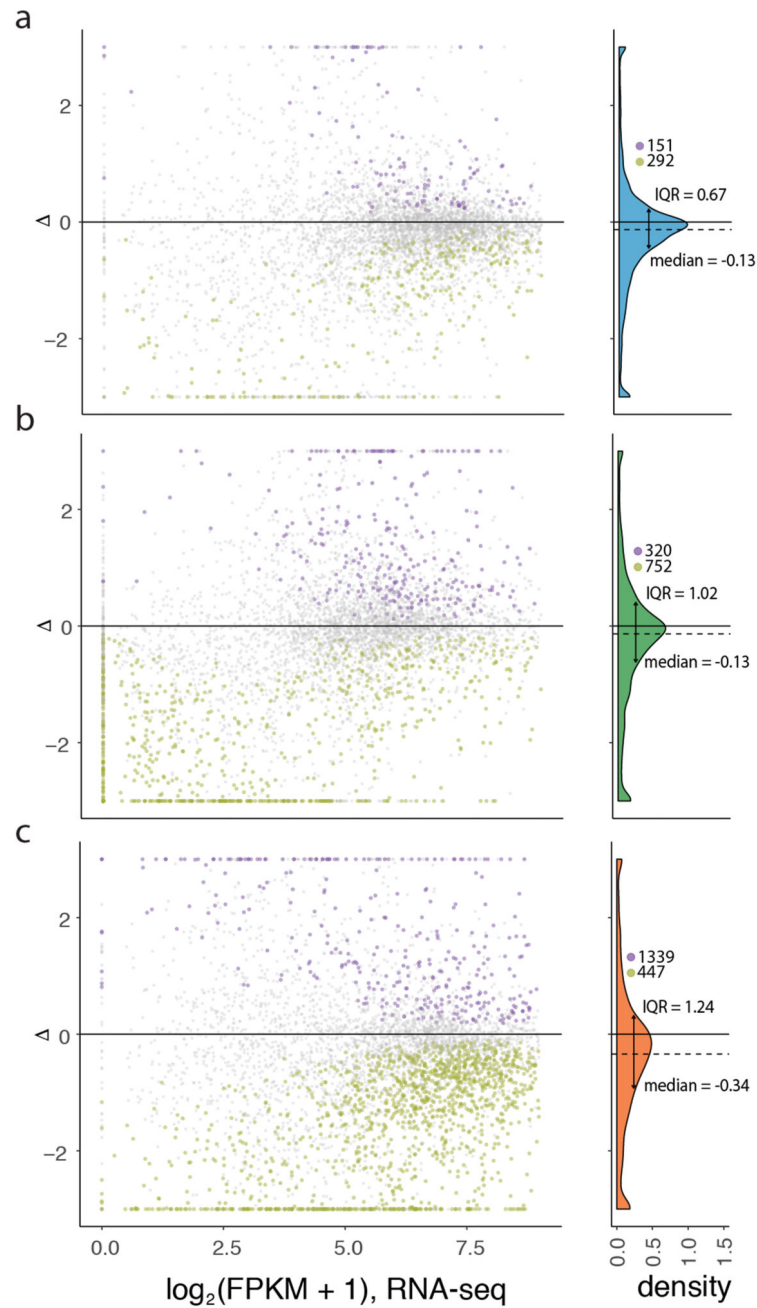 a
2
Δ 0
−2
151
292
IQR = 0.67
median = -0.13
b
2
Δ 0
−2
320
752
IQR = 1.02
median = -0.13
c
2
Δ 0
−2
1339
447
IQR = 1.24
median = -0.34
0.0 2.5 5.0 7.5
log₂(FPKM + 1), RNA-seq
0.0 0.5 1.0 1.5
density